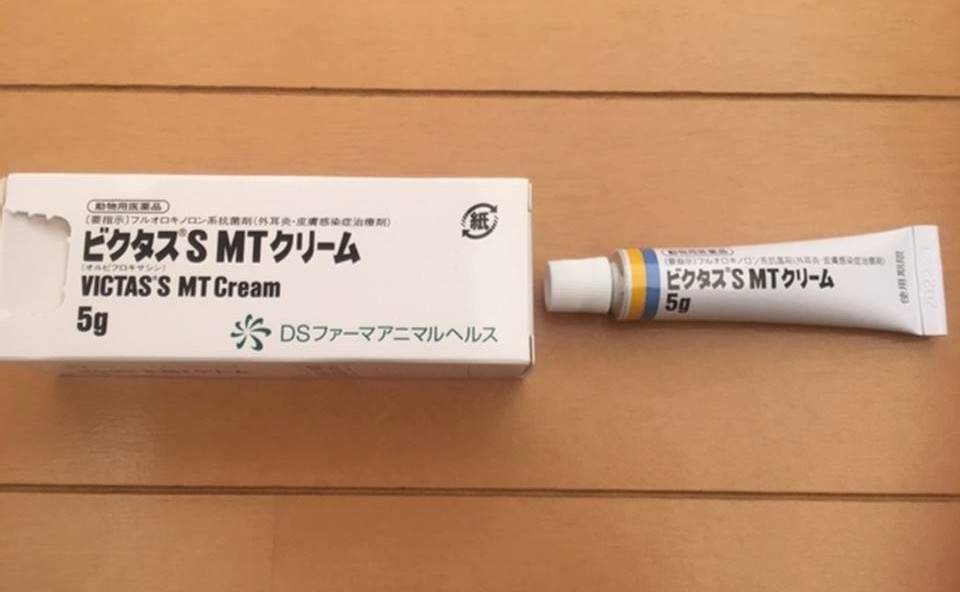 動物用医薬品
〔要指示〕フルオロキノロン系抗菌剤(外耳炎・皮膚感染症治療剤)
ビクタス®S MTクリーム
(オルビフロキサシン)
VICTAS®S MT Cream
5g
DSファーマアニマルヘルス
紙
動物用医薬品
〔要指示〕フルオロキノロン系抗菌剤(外耳炎・皮膚感染症治療剤)
ビクタス®S MTクリーム
5g
使用期限